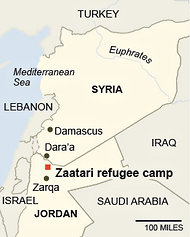 TURKEY
Euphrates
Mediterranean
Sea
SYRIA
LEBANON
IRAQ
Damascus
Dara'a
Zaatari refugee camp
Zarqa
ISRAEL
SAUDI ARABIA
JORDAN
100 MILES